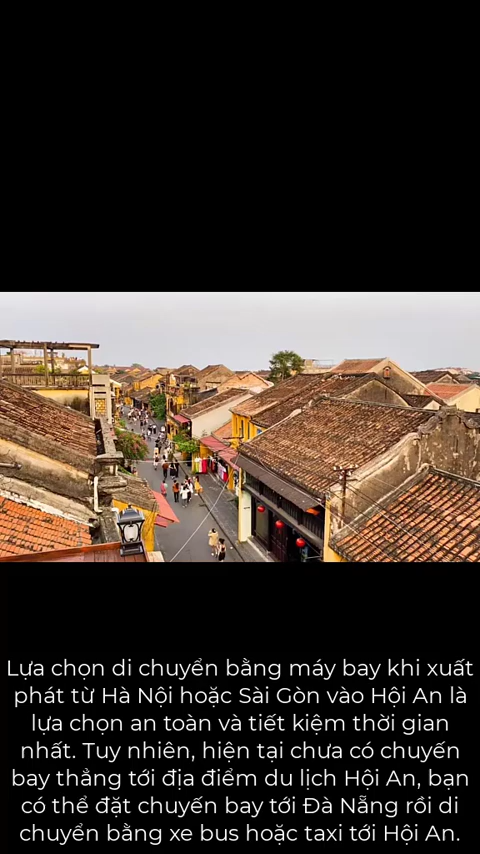 Lựa chọn di chuyển bằng máy bay khi xuất
phát từ Hà Nội hoặc Sài Gòn vào Hội An là
lựa chọn an toàn và tiết kiệm thời gian
nhất. Tuy nhiên, hiện tại chưa có chuyến
bay thẳng tới địa điểm du lịch Hội An, bạn
có thể đặt chuyến bay tới Đà Nẵng rồi di
chuyển bằng xe bus hoặc taxi tới Hội An.